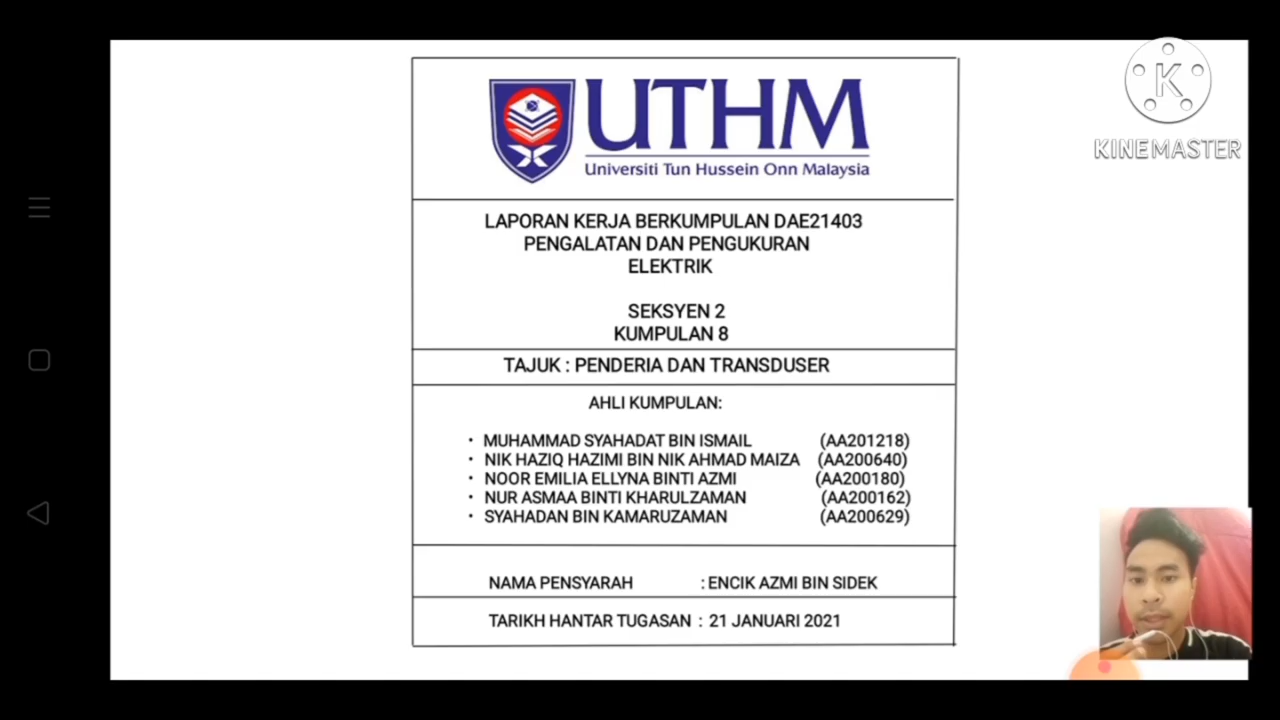 UTHM
Universiti Tun Hussein Onn Malaysia
K
KINEMASTER
LAPORAN KERJA BERKUMPULAN DAE21403
PENGALATAN DAN PENGUKURAN
ELEKTRIK
SEKSYEN 2
KUMPULAN 8
TAJUK : PENDERIA DAN TRANSDUSER
AHLI KUMPULAN:
• MUHAMMAD SYAHADAT BIN ISMAIL (AA201218)
• NIK HAZIQ HAZIMI BIN NIK AHMAD MAIZA (AA200640)
• NOOR EMILIA ELLYNA BINTI AZMI (AA200180)
• NUR ASMAA BINTI KHARULZAMAN (AA200162)
• SYAHADAN BIN KAMARUZAMAN (AA200629)
NAMA PENSYARAH : ENCIK AZMI BIN SIDEK
TARIKH HANTAR TUGASAN : 21 JANUARI 2021